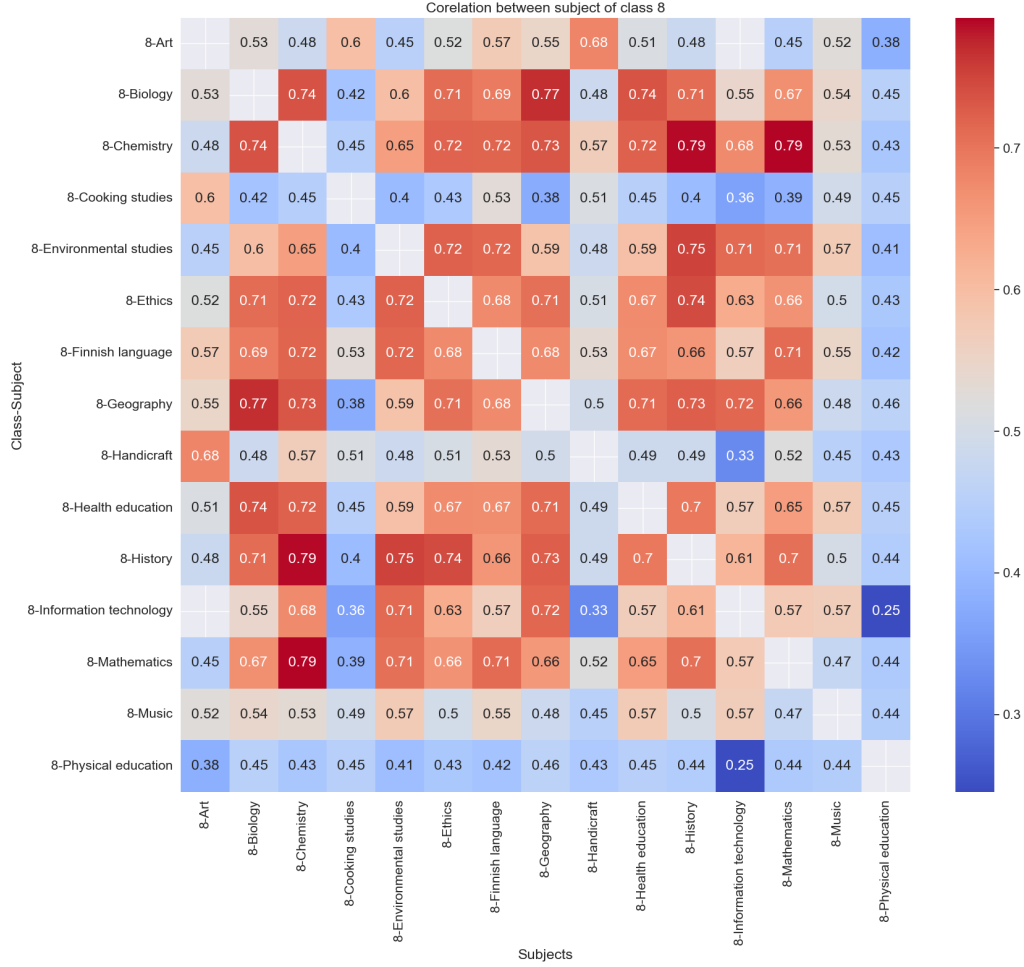 Corelation between subject of class 8
8-Art 0.53 0.48 0.6 0.45 0.52 0.57 0.55 0.68 0.51 0.48 0.45 0.52 0.38
8-Biology 0.53 0.74 0.42 0.6 0.71 0.69 0.77 0.48 0.74 0.71 0.55 0.67 0.54 0.45
8-Chemistry 0.48 0.74 0.45 0.65 0.72 0.72 0.73 0.57 0.72 0.79 0.68 0.79 0.53 0.43
8-Cooking studies 0.6 0.42 0.45 0.4 0.43 0.53 0.38 0.51 0.45 0.4 0.36 0.39 0.49 0.45
8-Environmental studies 0.45 0.6 0.65 0.4 0.72 0.72 0.59 0.48 0.59 0.75 0.71 0.71 0.57 0.41
8-Ethics 0.52 0.71 0.72 0.43 0.72 0.68 0.71 0.51 0.67 0.74 0.63 0.66 0.5 0.43
8-Finnish language 0.57 0.69 0.72 0.53 0.72 0.68 0.68 0.53 0.67 0.66 0.57 0.71 0.55 0.42
8-Geography 0.55 0.77 0.73 0.38 0.59 0.71 0.68 0.5 0.71 0.73 0.72 0.66 0.48 0.46
8-Handicraft 0.68 0.48 0.57 0.51 0.48 0.51 0.53 0.5 0.49 0.49 0.33 0.52 0.45 0.43
8-Health education 0.51 0.74 0.72 0.45 0.59 0.67 0.67 0.71 0.49 0.7 0.57 0.65 0.57 0.45
8-History 0.48 0.71 0.79 0.4 0.75 0.74 0.66 0.73 0.49 0.7 0.61 0.7 0.5 0.44
8-Information technology 0.55 0.68 0.36 0.71 0.63 0.57 0.72 0.33 0.57 0.61 0.57 0.57 0.25
8-Mathematics 0.45 0.67 0.79 0.39 0.71 0.66 0.71 0.66 0.52 0.65 0.7 0.57 0.47 0.44
8-Music 0.52 0.54 0.53 0.49 0.57 0.5 0.55 0.48 0.45 0.57 0.5 0.57 0.47 0.44
8-Physical education 0.38 0.45 0.43 0.45 0.41 0.43 0.42 0.46 0.43 0.45 0.44 0.25 0.44 0.44
Class-Subject
8-Art
8-Biology
8-Chemistry
8-Cooking studies
8-Environmental studies
8-Ethics
8-Finnish language
8-Geography
8-Handicraft
8-Health education
8-History
8-Information technology
8-Mathematics
8-Music
8-Physical education
Subjects
0.7
0.6
0.5
0.4
0.3